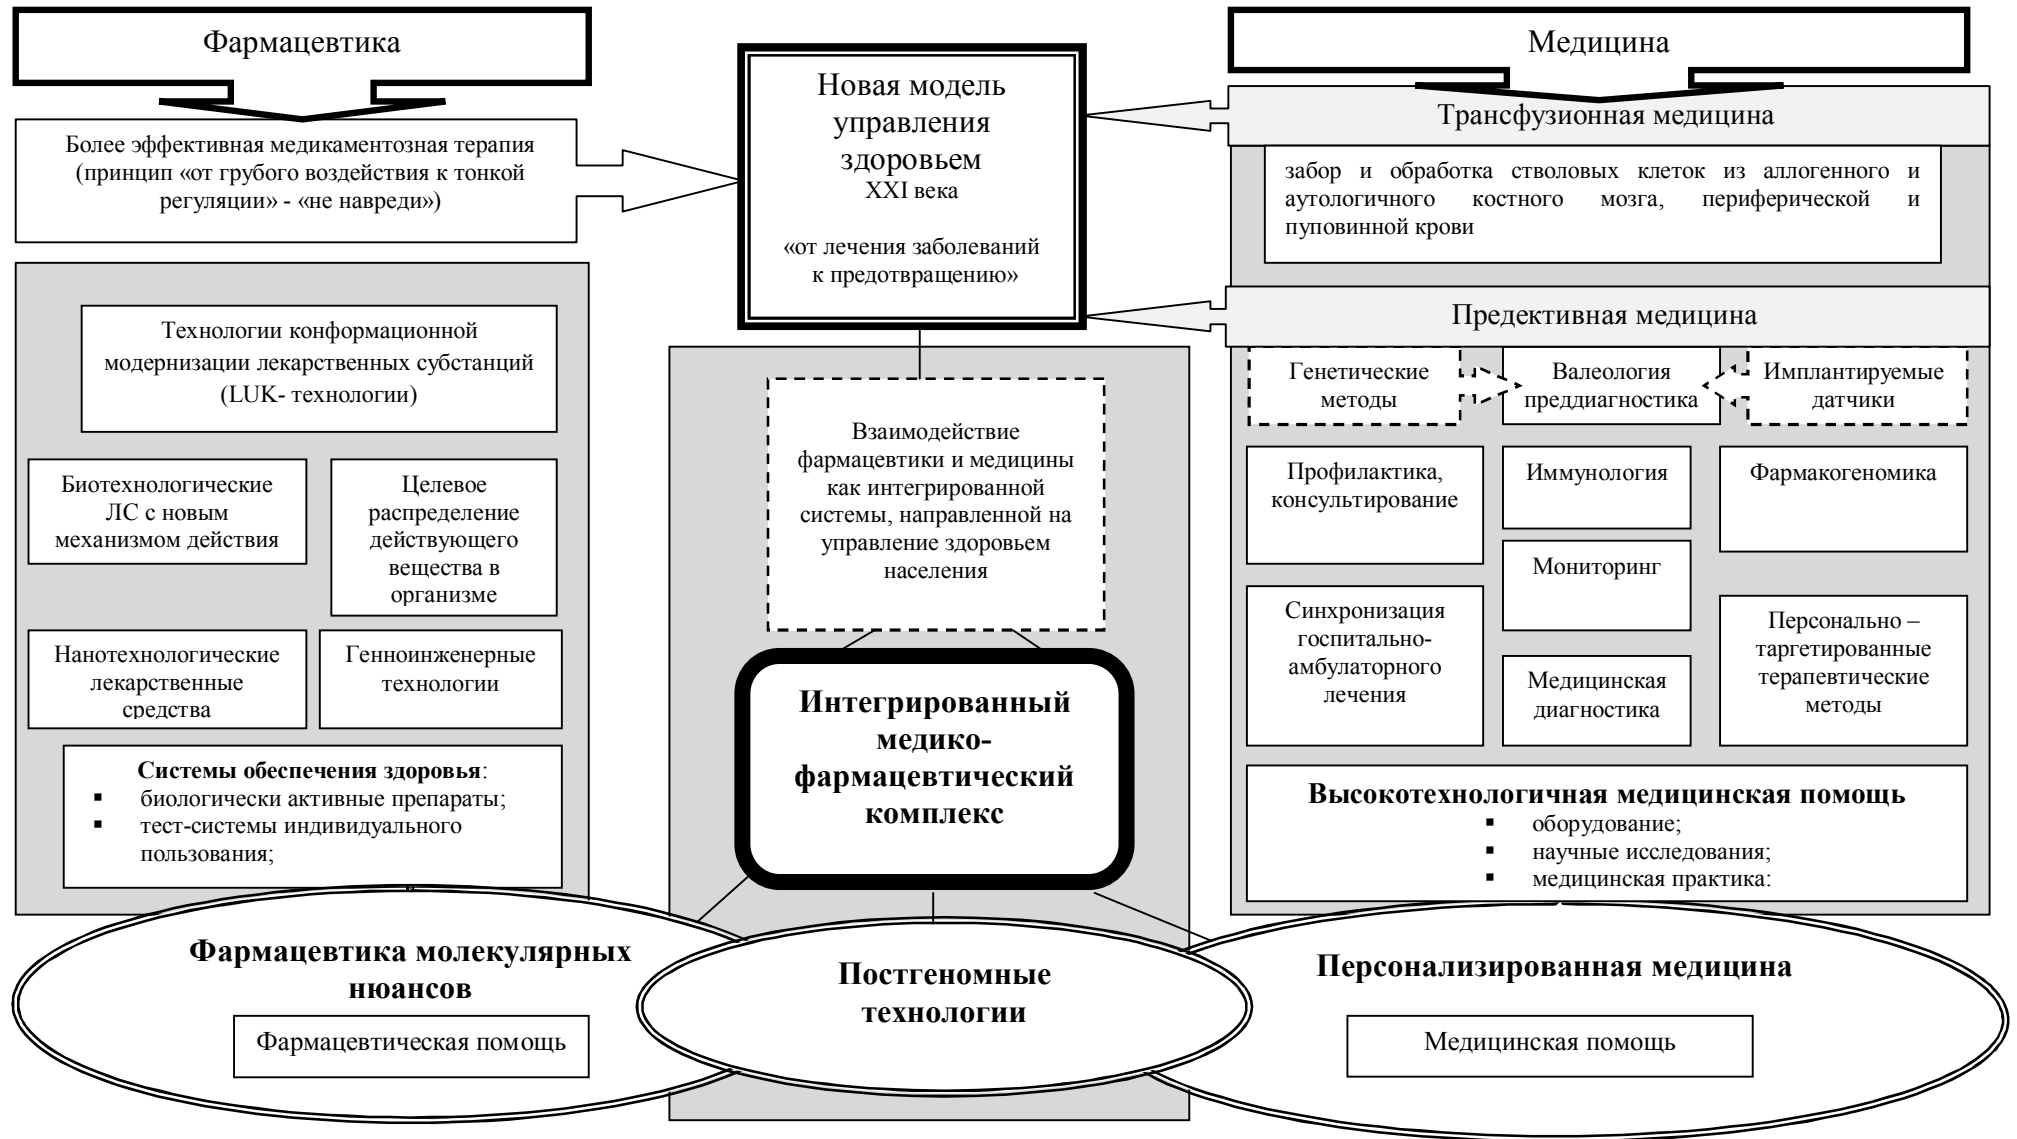 Фармацевтика
Более эффективная медикаментозная терапия
(принцип «от грубого воздействия к тонкой
регуляции» - «не навреди»)
Технологии конформационной
модернизации лекарственных субстанций
(LUK- технологии)
Биотехнологические
ЛС с новым
механизмом действия
Целевое
распределение
действующего
вещества в
организме
Нанотехнологические
лекарственные
средства
Генноинженерные
технологии
Системы обеспечения здоровья:
▪ биологически активные препараты;
▪ тест-системы индивидуального
пользования;
Фармацевтика молекулярных
нюансов
Фармацевтическая помощь
Новая модель
управления
здоровьем
XXI века
«от лечения заболеваний
к предотвращению»
Взаимодействие
фармацевтики и медицины
как интегрированной
системы, направленной на
управление здоровьем
населения
Интегрированный
медико-
фармацевтический
комплекс
Постгеномные
технологии
Медицина
Трансфузионная медицина
забор и обработка стволовых клеток из аллогенного и
аутологичного костного мозга, периферической и
пуповинной крови
Предективная медицина
Генетические
методы
Валеология
преддиагностика
Имплантируемые
датчики
Профилактика,
консультирование
Иммунология
Фармакогеномика
Мониторинг
Синхронизация
госпитально-
амбулаторного
лечения
Медицинская
диагностика
Персонально –
таргетированные
терапевтические
методы
Высокотехнологичная медицинская помощь
▪ оборудование;
▪ научные исследования;
▪ медицинская практика:
Персонализированная медицина
Медицинская помощь